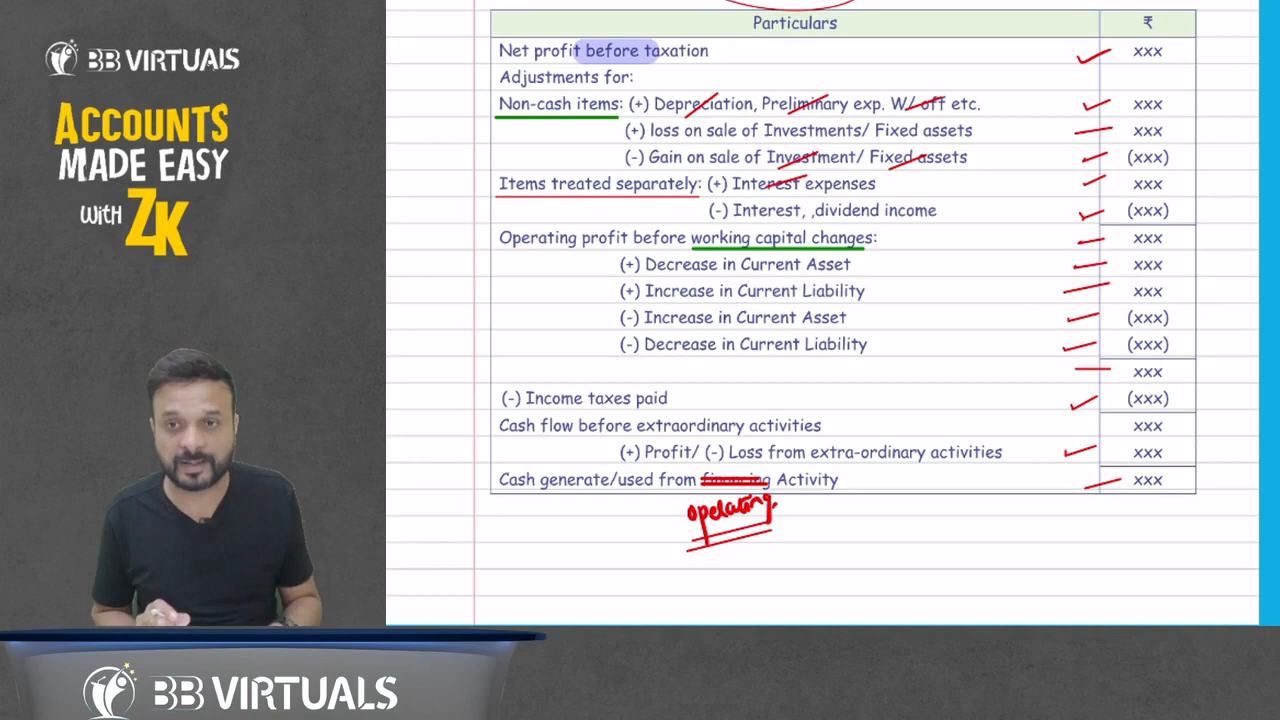 BB VIRTUALS
ACCOUNTS
MADE EASY
WITH ZK
Particulars ₹
Net profit before taxation xxx
Adjustments for:
Non-cash items: (+) Depreciation, Preliminary exp. W/ off etc. xxx
(+) loss on sale of Investments/ Fixed assets xxx
(-) Gain on sale of Investment/ Fixed assets (xxx)
Items treated separately: (+) Interest expenses xxx
(-) Interest, ,dividend income (xxx)
Operating profit before working capital changes: xxx
(+) Decrease in Current Asset xxx
(+) Increase in Current Liability xxx
(-) Increase in Current Asset (xxx)
(-) Decrease in Current Liability (xxx)
xxx
(-) Income taxes paid (xxx)
Cash flow before extraordinary activities xxx
(+) Profit/ (-) Loss from extra-ordinary activities xxx
Cash generate/used from financing Activity xxx
operating.
BB VIRTUALS